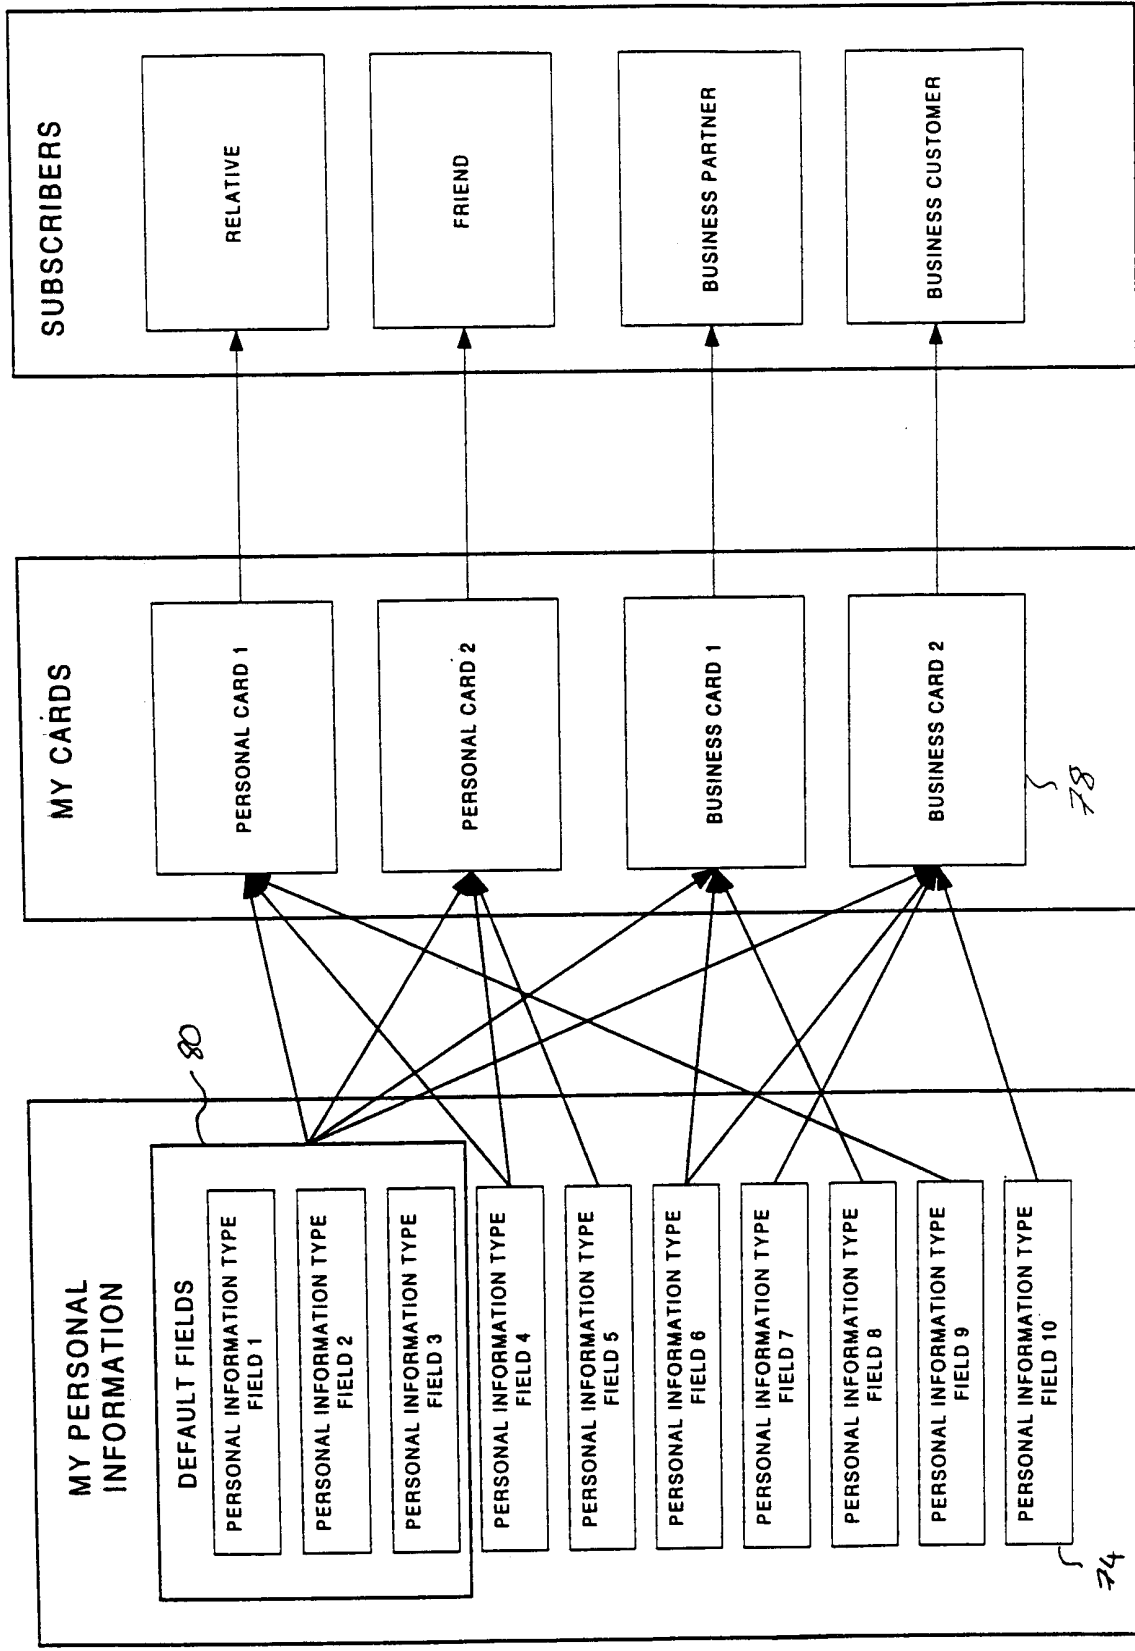 MY PERSONAL
INFORMATION
DEFAULT FIELDS
PERSONAL INFORMATION TYPE
FIELD 1
PERSONAL INFORMATION TYPE
FIELD 2
PERSONAL INFORMATION TYPE
FIELD 3
PERSONAL INFORMATION TYPE
FIELD 4
PERSONAL INFORMATION TYPE
FIELD 5
PERSONAL INFORMATION TYPE
FIELD 6
PERSONAL INFORMATION TYPE
FIELD 7
PERSONAL INFORMATION TYPE
FIELD 8
PERSONAL INFORMATION TYPE
FIELD 9
PERSONAL INFORMATION TYPE
FIELD 10
74
80
MY CARDS
PERSONAL CARD 1
PERSONAL CARD 2
BUSINESS CARD 1
BUSINESS CARD 2
78
SUBSCRIBERS
RELATIVE
FRIEND
BUSINESS PARTNER
BUSINESS CUSTOMER